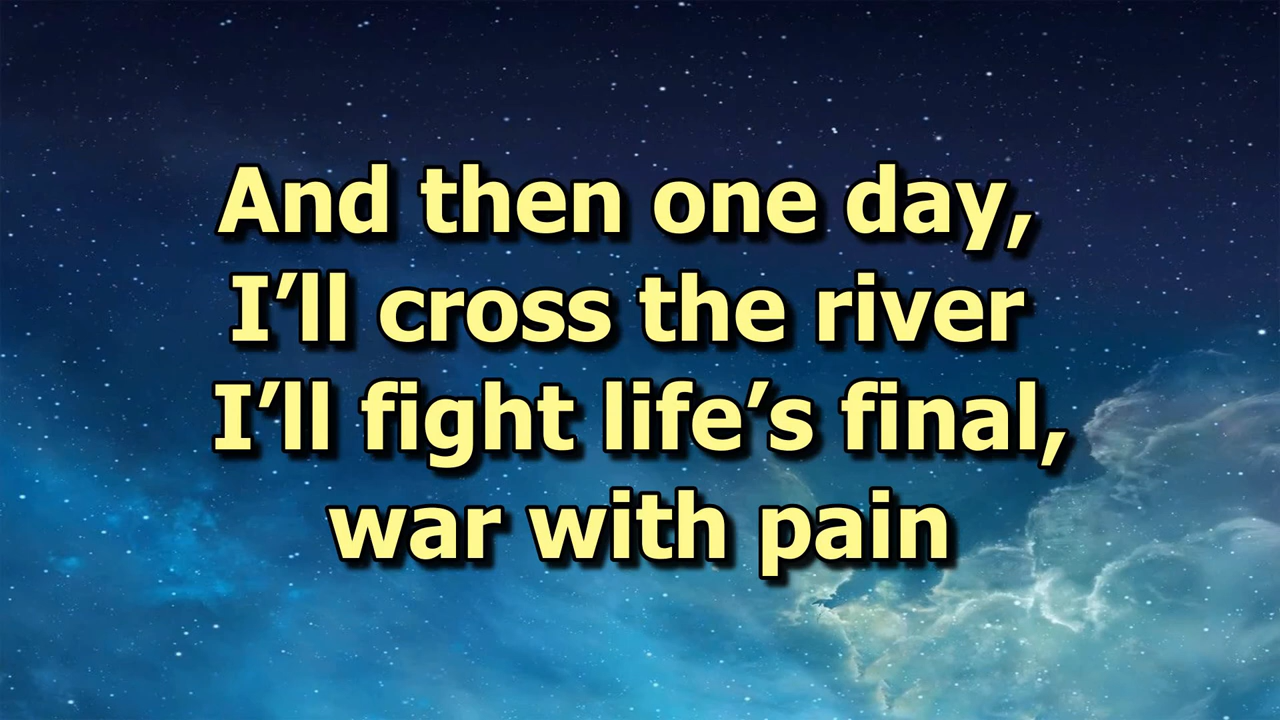 And then one day,
I’ll cross the river
I’ll fight life’s final,
war with pain